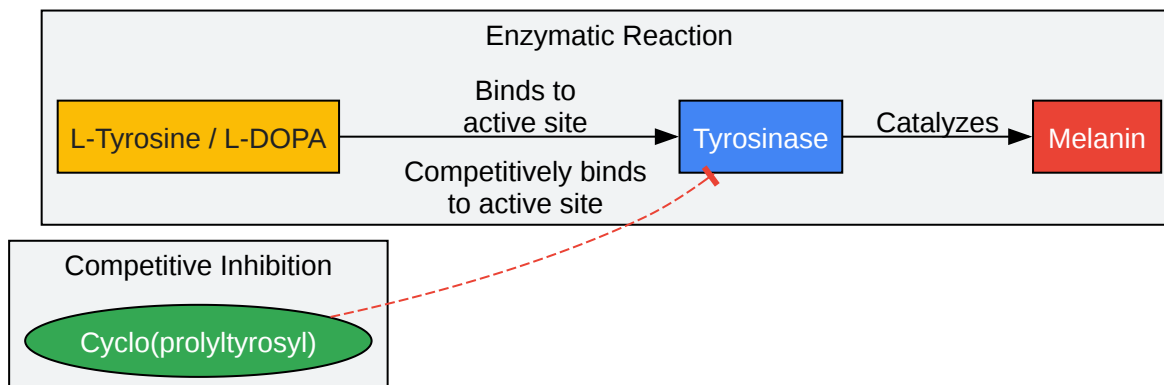 Enzymatic Reaction
L-Tyrosine / L-DOPA
Binds to
active site
Tyrosinase
Catalyzes
Melanin
Competitively binds
to active site
Competitive Inhibition
Cyclo(prolyltyrosyl)